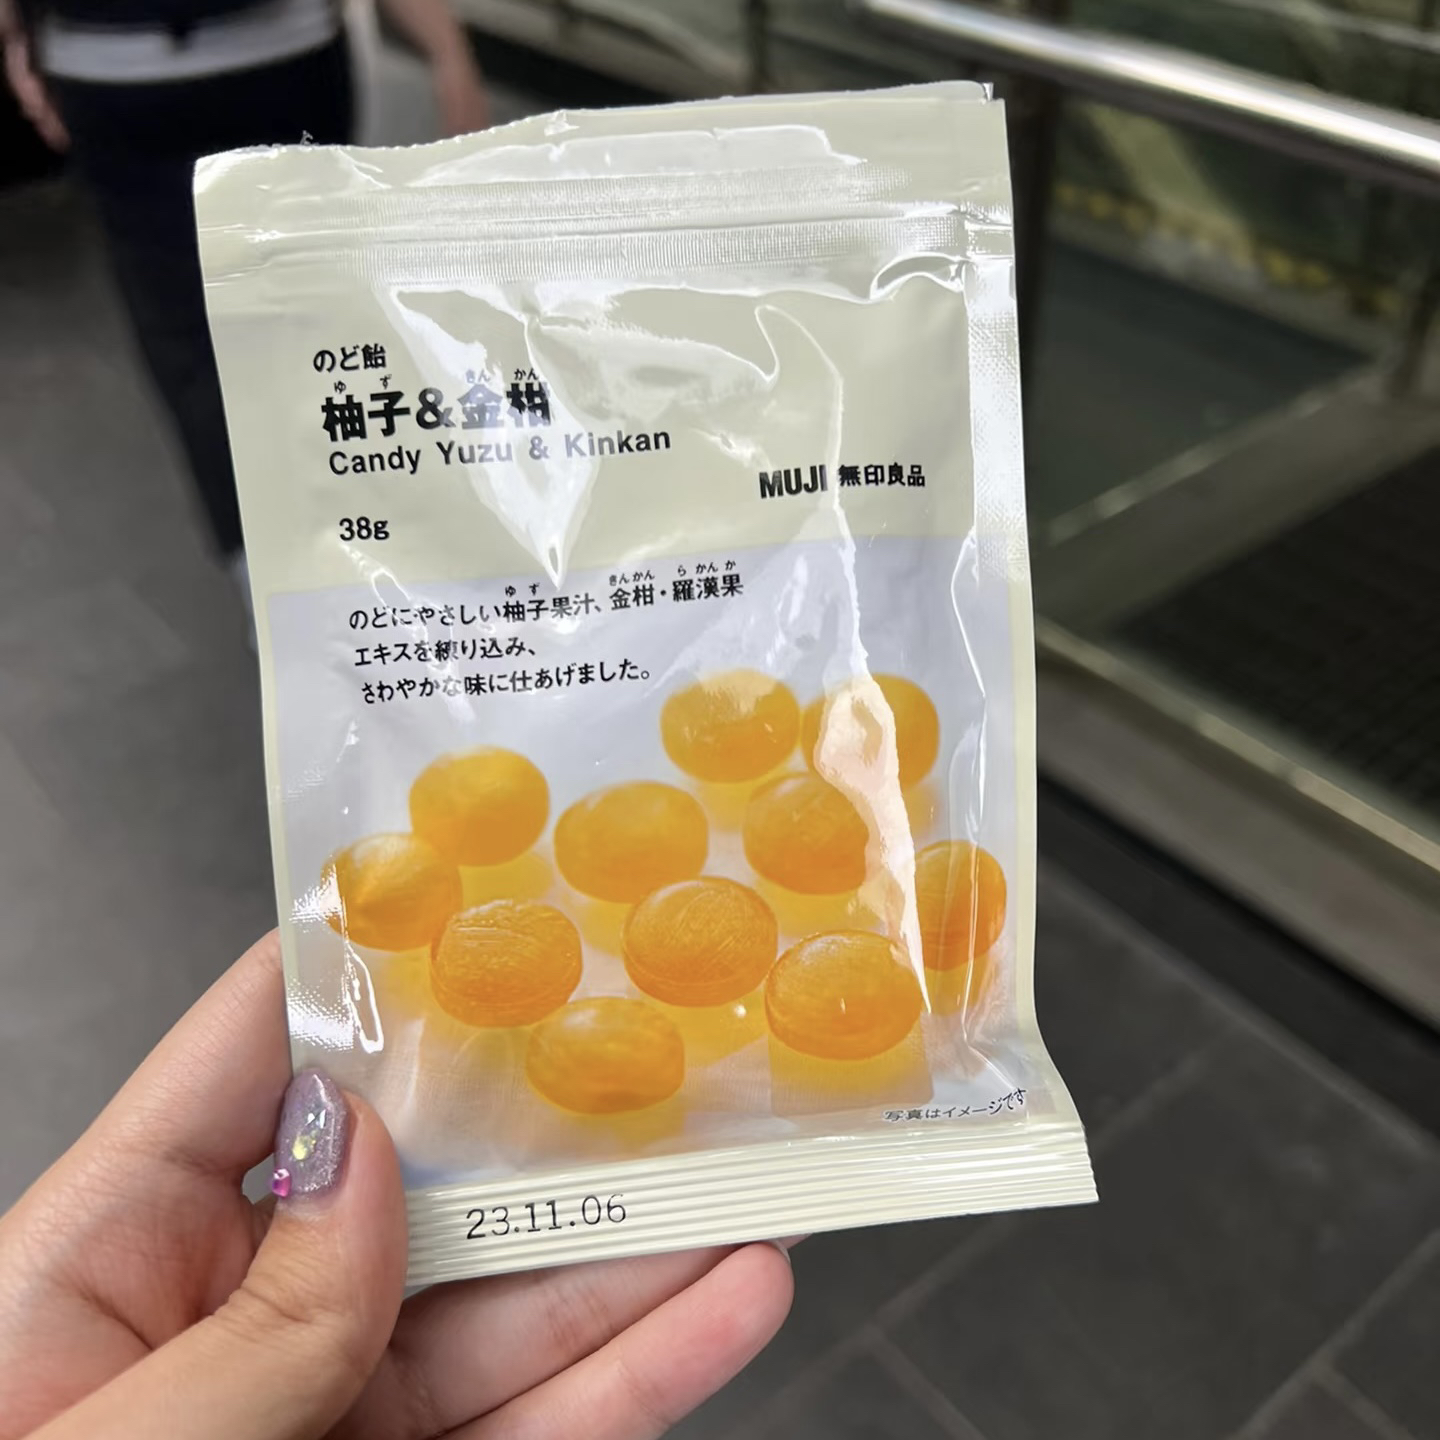 のど飴
ゆず きんかん
柚子&金柑
Candy Yuzu & Kinkan
MUJI 無印良品
38g
ゆず きんかん らかんか
のどにやさしい柚子果汁、金柑・羅漢果
エキスを練り込み、
さわやかな味に仕あげました。
写真はイメージです
23.11.06